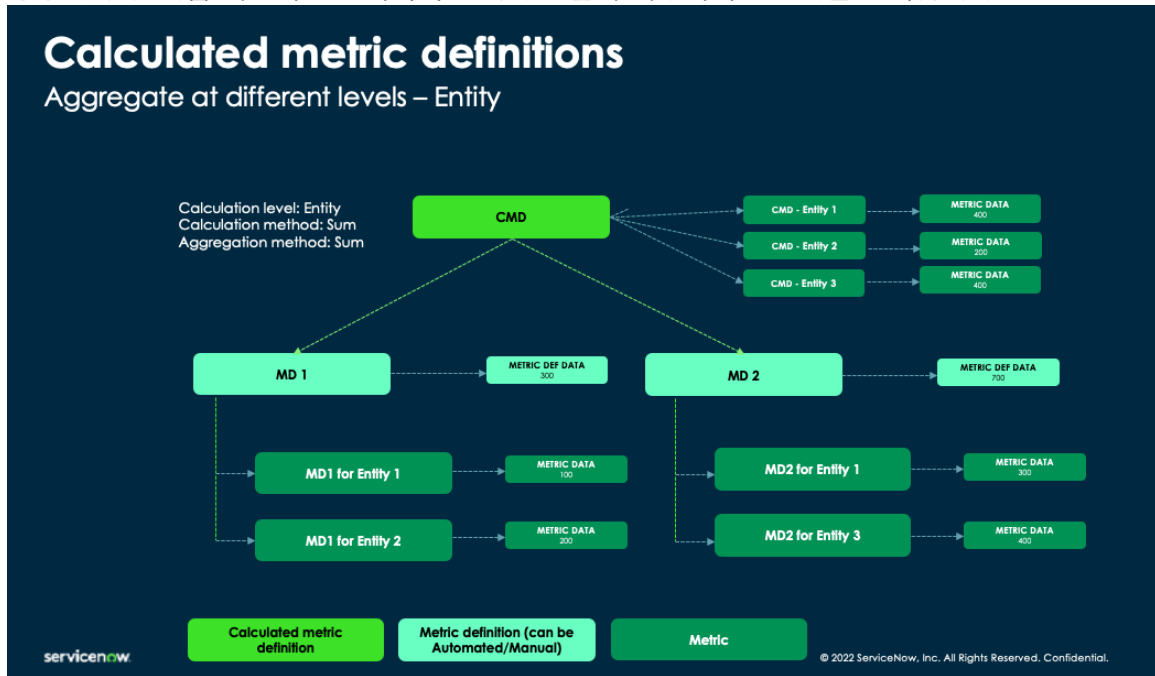 Calculated metric definitions
Aggregate at different levels – Entity
Calculation level: Entity
Calculation method: Sum
Aggregation method: Sum
CMD
CMD - Entity 1
METRIC DATA
400
CMD - Entity 2
METRIC DATA
200
CMD - Entity 3
METRIC DATA
400
MD 1
METRIC DEF DATA
300
MD 2
METRIC DEF DATA
700
MD1 for Entity 1
METRIC DATA
100
MD2 for Entity 1
METRIC DATA
300
MD1 for Entity 2
METRIC DATA
200
MD2 for Entity 3
METRIC DATA
400
Calculated metric
definition
Metric definition (can be
Automated/Manual)
Metric
servicenow
© 2022 ServiceNow, Inc. All Rights Reserved. Confidential.